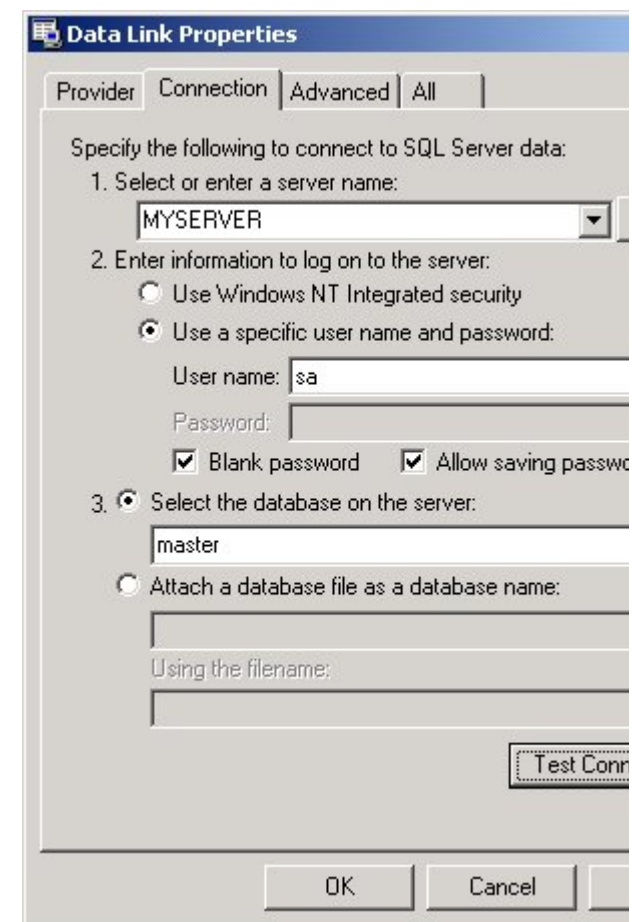 Data Link Properties
Provider Connection Advanced All
Specify the following to connect to SQL Server data:
1. Select or enter a server name:
MYSERVER
2. Enter information to log on to the server:
Use Windows NT Integrated security
Use a specific user name and password:
User name: sa
Password:
Blank password Allow saving
3. Select the database on the server:
master
Attach a database file as a database name:
Using the filename:
Test
OK Cancel